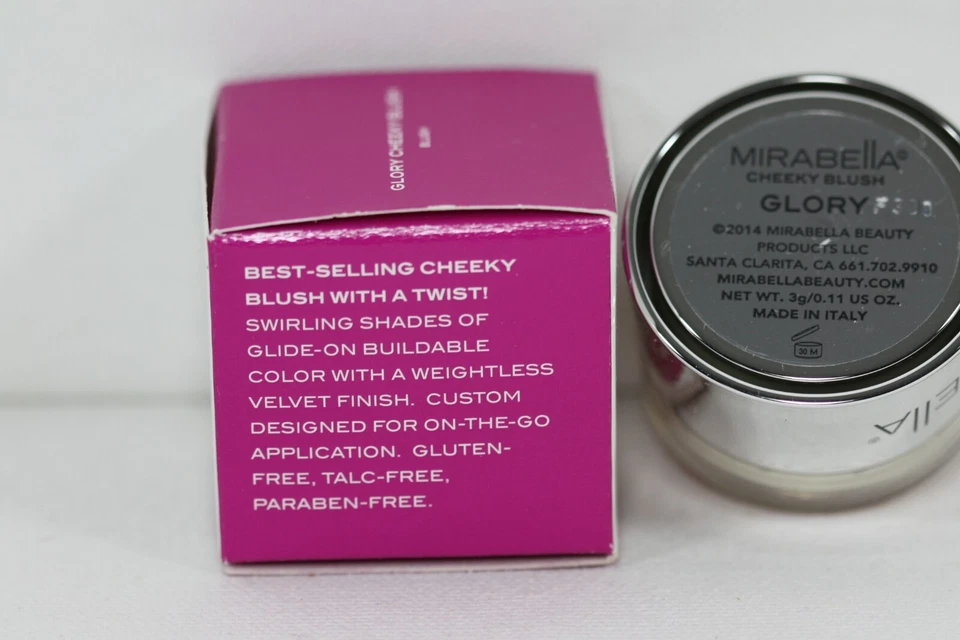 GLORY CHEEKY BLUSH
BLUSH
BEST-SELLING CHEEKY
BLUSH WITH A TWIST!
SWIRLING SHADES OF
GLIDE-ON BUILDABLE
COLOR WITH A WEIGHTLESS
VELVET FINISH. CUSTOM
DESIGNED FOR ON-THE-GO
APPLICATION. GLUTEN-
FREE, TALC-FREE,
PARABEN-FREE.
MIRABEllA®
CHEEKY BLUSH
GLORY
©2014 MIRABELLA BEAUTY
PRODUCTS LLC
SANTA CLARITA, CA 661.702.9910
MIRABELLABEAUTY.COM
NET WT. 3g/0.11 US OZ.
MADE IN ITALY
30 M